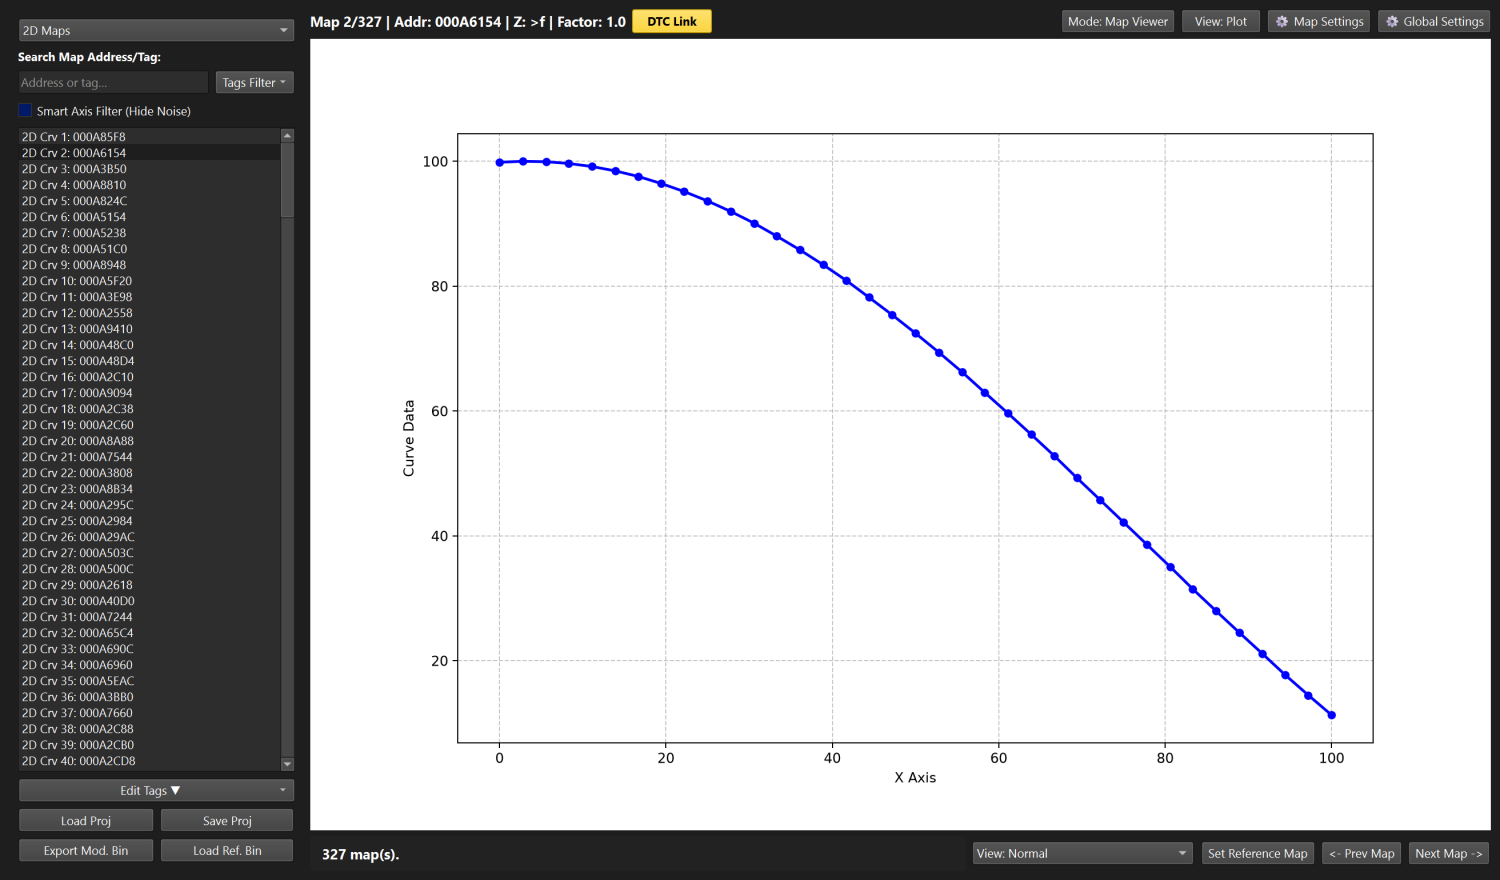 2D Maps
Map 2/327 | Addr: 000A6154 | Z: >f | Factor: 1.0
DTC Link
Mode: Map Viewer
View: Plot
Map Settings
Global Settings
Search Map Address/Tag:
Address or tag...
Tags Filter
Smart Axis Filter (Hide Noise)
2D Crv 1: 000A85F8
2D Crv 2: 000A6154
2D Crv 3: 000A3B50
2D Crv 4: 000A8810
2D Crv 5: 000A824C
2D Crv 6: 000A5154
2D Crv 7: 000A5238
2D Crv 8: 000A51C0
2D Crv 9: 000A8948
2D Crv 10: 000A5F20
2D Crv 11: 000A3E98
2D Crv 12: 000A2558
2D Crv 13: 000A9410
2D Crv 14: 000A48C0
2D Crv 15: 000A48D4
2D Crv 16: 000A2C10
2D Crv 17: 000A9094
2D Crv 18: 000A2C38
2D Crv 19: 000A2C60
2D Crv 20: 000A8A88
2D Crv 21: 000A7544
2D Crv 22: 000A3808
2D Crv 23: 000A8B34
2D Crv 24: 000A295C
2D Crv 25: 000A2984
2D Crv 26: 000A29AC
2D Crv 27: 000A503C
2D Crv 28: 000A500C
2D Crv 29: 000A2618
2D Crv 30: 000A40D0
2D Crv 31: 000A7244
2D Crv 32: 000A65C4
2D Crv 33: 000A690C
2D Crv 34: 000A6960
2D Crv 35: 000A5EAC
2D Crv 36: 000A3BB0
2D Crv 37: 000A7660
2D Crv 38: 000A2C88
2D Crv 39: 000A2CB0
2D Crv 40: 000A2CD8
Edit Tags ▼
Load Proj
Save Proj
Export Mod. Bin
Load Ref. Bin
100
80
60
40
20
Curve Data
0
20
40
60
80
100
X Axis
327 map(s).
View: Normal
Set Reference Map
<- Prev Map
Next Map ->